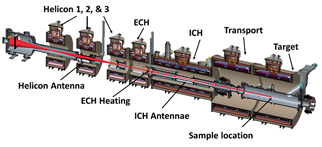 Helicon 1, 2, & 3
ECH
ICH
Transport
Target
Helicon Antenna
ECH Heating
ICH Antennae
Sample location